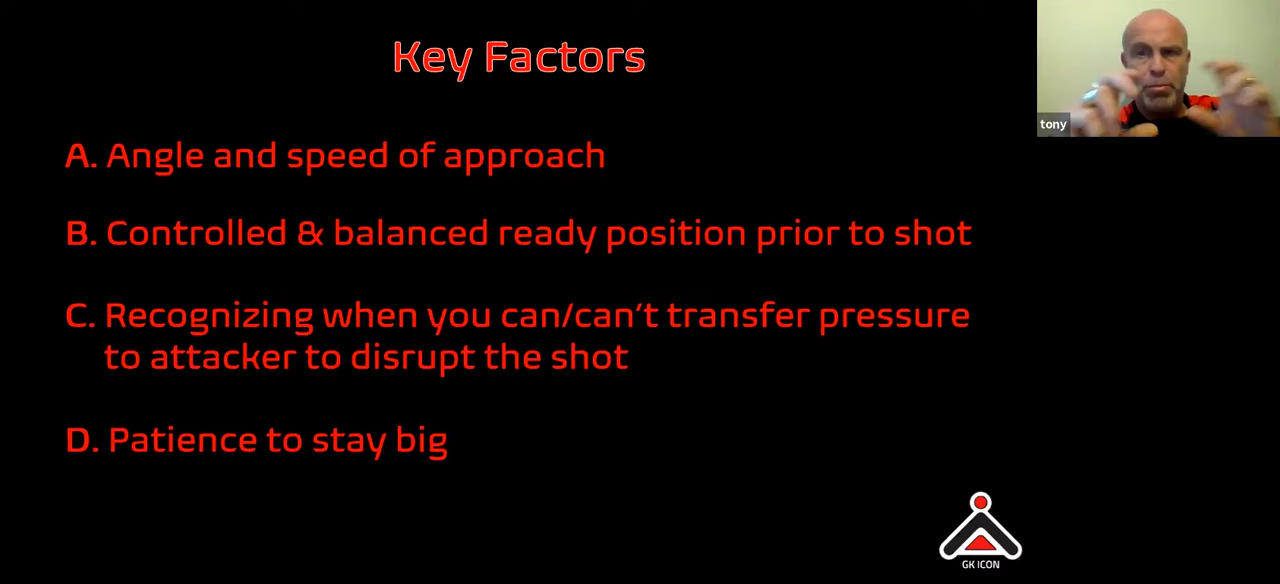 Key Factors
tony
A. Angle and speed of approach
B. Controlled & balanced ready position prior to shot
C. Recognizing when you can/can't transfer pressure
to attacker to disrupt the shot
D. Patience to stay big
GK ICON